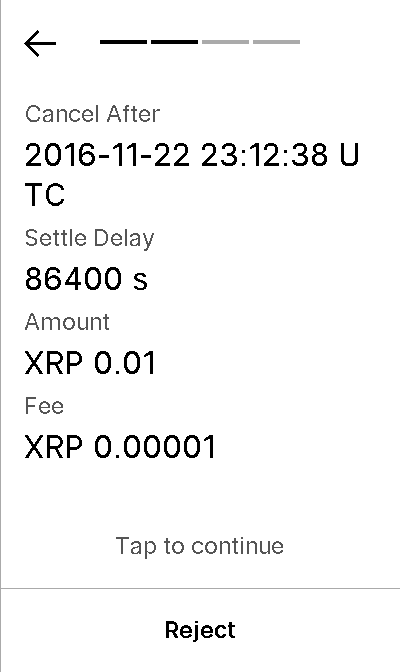 Cancel After
2016-11-22 23:12:38 U
TC
Settle Delay
86400 s
Amount
XRP 0.01
Fee
XRP 0.00001
Tap to continue
Reject